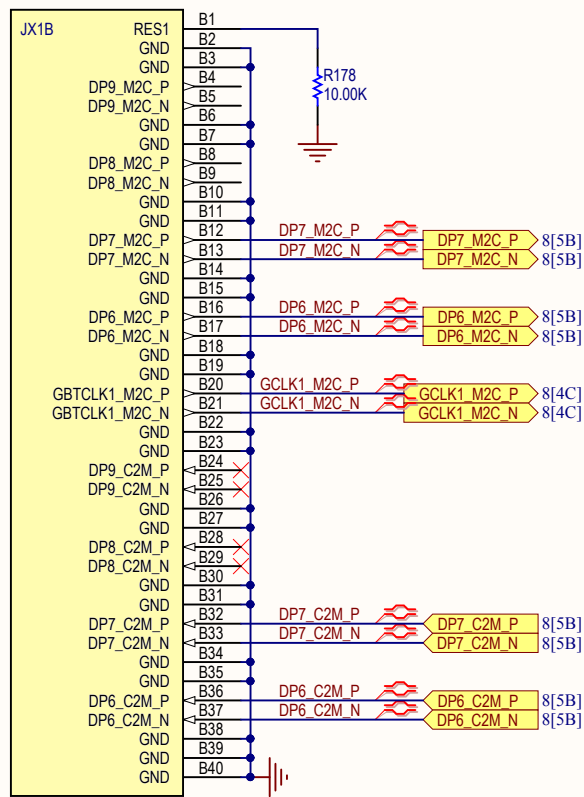 JX1B
RES1 B1
GND B2
GND B3
DP9_M2C_P B4
DP9_M2C_N B5
GND B6
GND B7
DP8_M2C_P B8
DP8_M2C_N B9
GND B10
GND B11
DP7_M2C_P B12 DP7_M2C_P DP7_M2C_P 8[5B]
DP7_M2C_N B13 DP7_M2C_N DP7_M2C_N 8[5B]
GND B14
GND B15
DP6_M2C_P B16 DP6_M2C_P DP6_M2C_P 8[5B]
DP6_M2C_N B17 DP6_M2C_N DP6_M2C_N 8[5B]
GND B18
GND B19
GBTCLK1_M2C_P B20 GCLK1_M2C_P GCLK1_M2C_P 8[4C]
GBTCLK1_M2C_N B21 GCLK1_M2C_N GCLK1_M2C_N 8[4C]
GND B22
GND B23
DP9_C2M_P B24
DP9_C2M_N B25
GND B26
GND B27
DP8_C2M_P B28
DP8_C2M_N B29
GND B30
GND B31
DP7_C2M_P B32 DP7_C2M_P DP7_C2M_P 8[5B]
DP7_C2M_N B33 DP7_C2M_N DP7_C2M_N 8[5B]
GND B34
GND B35
DP6_C2M_P B36 DP6_C2M_P DP6_C2M_P 8[5B]
DP6_C2M_N B37 DP6_C2M_N DP6_C2M_N 8[5B]
GND B38
GND B39
GND B40
R178
10.00K